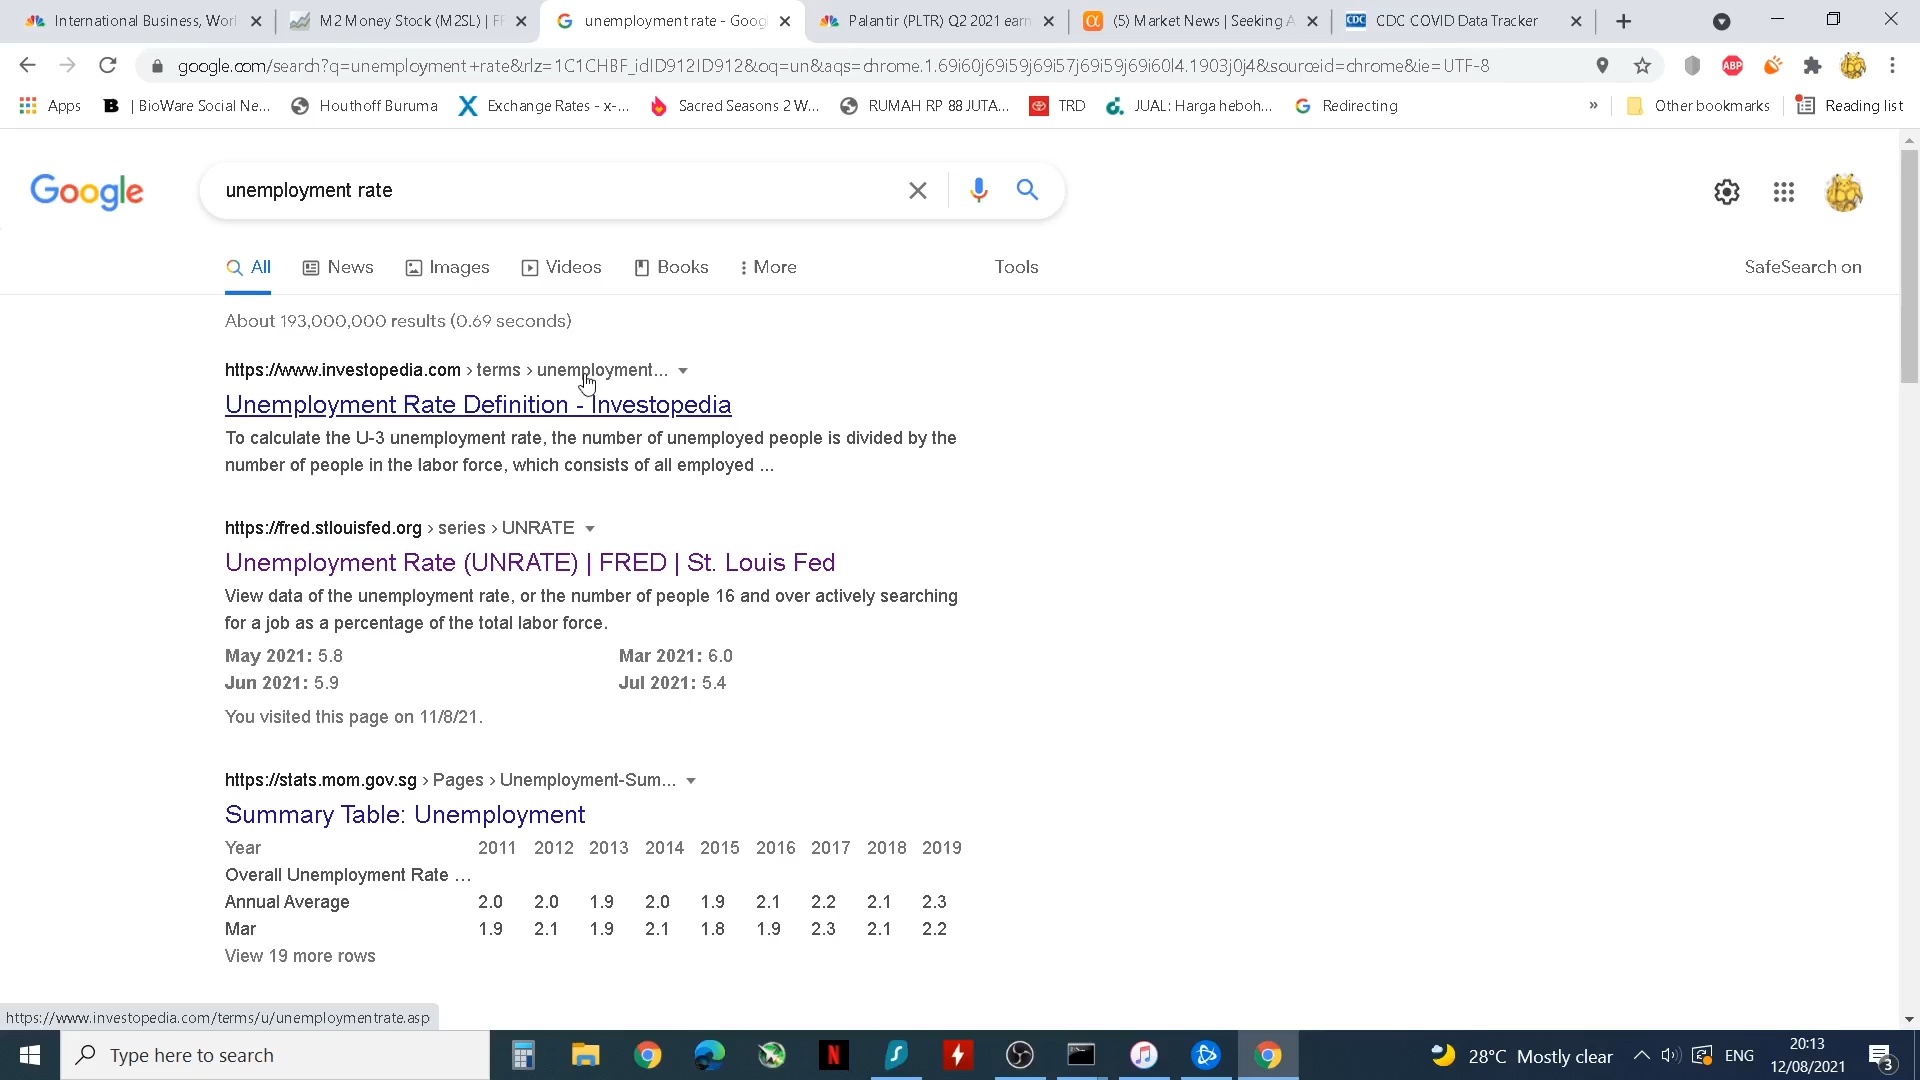 International Business, Worl
M2 Money Stock (M2SL) | FR
unemployment rate - Goog
Palantir (PLTR) Q2 2021 earn
(5) Market News | Seeking A
CDC COVID Data Tracker
google.com/search?q=unemployment+rate&rlz=1C1CHBF_idID912ID912&oq=un&aqs=chrome.1.69i60j69i59j69i57j69i59j69i60l4.1903j0j4&sourceid=chrome&ie=UTF-8
ABP
Apps
| BioWare Social Ne...
Houthoff Buruma
Exchange Rates - x-...
Sacred Seasons 2 W...
RUMAH RP 88 JUTA...
TRD
JUAL: Harga heboh...
Redirecting
»
Other bookmarks
Reading list
Google
unemployment rate
All
News
Images
Videos
Books
More
Tools
SafeSearch on
About 193,000,000 results (0.69 seconds)
https://www.investopedia.com › terms › unemployment...
Unemployment Rate Definition - Investopedia
To calculate the U-3 unemployment rate, the number of unemployed people is divided by the
number of people in the labor force, which consists of all employed ...
https://fred.stlouisfed.org › series › UNRATE
Unemployment Rate (UNRATE) | FRED | St. Louis Fed
View data of the unemployment rate, or the number of people 16 and over actively searching
for a job as a percentage of the total labor force.
May 2021: 5.8 Mar 2021: 6.0
Jun 2021: 5.9 Jul 2021: 5.4
You visited this page on 11/8/21.
https://stats.mom.gov.sg › Pages › Unemployment-Sum...
Summary Table: Unemployment
Year 2011 2012 2013 2014 2015 2016 2017 2018 2019
Overall Unemployment Rate ...
Annual Average 2.0 2.0 1.9 2.0 1.9 2.1 2.2 2.1 2.3
Mar 1.9 2.1 1.9 2.1 1.8 1.9 2.3 2.1 2.2
View 19 more rows
https://www.investopedia.com/terms/u/unemploymentrate.asp
Type here to search
28°C Mostly clear
ENG
20:13
12/08/2021
3